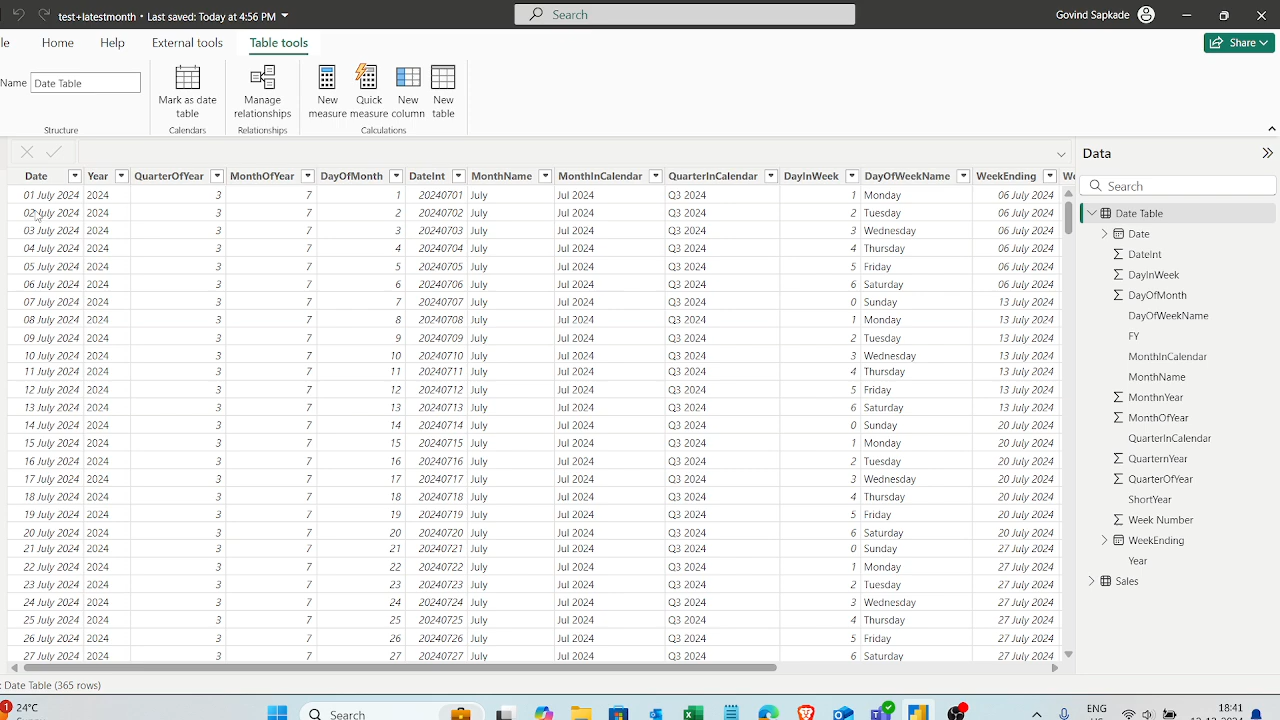 test+lastmonth • Last saved at 4:56 PM
Search
Govind Sapkade
le
Home
Help
External tools
Table tools
Share
Name
Date Table
Mark as date table
Manage relationships
New measure
Quick measure
New column
New table
Structure
Calendars
Relationships
Calculations
Date Year QuarterOfYear MonthOfYear DayOfMonth DateInt MonthName MonthInCalendar QuarterInCalendar DayInWeek DayOfWeekName WeekEnding We
01 July 2024 2024 3 7 1 20240701 July Jul 2024 Q3 2024 1 Monday 06 July 2024
02 July 2024 2024 3 7 2 20240702 July Jul 2024 Q3 2024 2 Tuesday 06 July 2024
03 July 2024 2024 3 7 3 20240703 July Jul 2024 Q3 2024 3 Wednesday 06 July 2024
04 July 2024 2024 3 7 4 20240704 July Jul 2024 Q3 2024 4 Thursday 06 July 2024
05 July 2024 2024 3 7 5 20240705 July Jul 2024 Q3 2024 5 Friday 06 July 2024
06 July 2024 2024 3 7 6 20240706 July Jul 2024 Q3 2024 6 Saturday 06 July 2024
07 July 2024 2024 3 7 7 20240707 July Jul 2024 Q3 2024 0 Sunday 13 July 2024
08 July 2024 2024 3 7 8 20240708 July Jul 2024 Q3 2024 1 Monday 13 July 2024
09 July 2024 2024 3 7 9 20240709 July Jul 2024 Q3 2024 2 Tuesday 13 July 2024
10 July 2024 2024 3 7 10 20240710 July Jul 2024 Q3 2024 3 Wednesday 13 July 2024
11 July 2024 2024 3 7 11 20240711 July Jul 2024 Q3 2024 4 Thursday 13 July 2024
12 July 2024 2024 3 7 12 20240712 July Jul 2024 Q3 2024 5 Friday 13 July 2024
13 July 2024 2024 3 7 13 20240713 July Jul 2024 Q3 2024 6 Saturday 13 July 2024
14 July 2024 2024 3 7 14 20240714 July Jul 2024 Q3 2024 0 Sunday 20 July 2024
15 July 2024 2024 3 7 15 20240715 July Jul 2024 Q3 2024 1 Monday 20 July 2024
16 July 2024 2024 3 7 16 20240716 July Jul 2024 Q3 2024 2 Tuesday 20 July 2024
17 July 2024 2024 3 7 17 20240717 July Jul 2024 Q3 2024 3 Wednesday 20 July 2024
18 July 2024 2024 3 7 18 20240718 July Jul 2024 Q3 2024 4 Thursday 20 July 2024
19 July 2024 2024 3 7 19 20240719 July Jul 2024 Q3 2024 5 Friday 20 July 2024
20 July 2024 2024 3 7 20 20240720 July Jul 2024 Q3 2024 6 Saturday 20 July 2024
21 July 2024 2024 3 7 21 20240721 July Jul 2024 Q3 2024 0 Sunday 27 July 2024
22 July 2024 2024 3 7 22 20240722 July Jul 2024 Q3 2024 1 Monday 27 July 2024
23 July 2024 2024 3 7 23 20240723 July Jul 2024 Q3 2024 2 Tuesday 27 July 2024
24 July 2024 2024 3 7 24 20240724 July Jul 2024 Q3 2024 3 Wednesday 27 July 2024
25 July 2024 2024 3 7 25 20240725 July Jul 2024 Q3 2024 4 Thursday 27 July 2024
26 July 2024 2024 3 7 26 20240726 July Jul 2024 Q3 2024 5 Friday 27 July 2024
27 July 2024 2024 3 7 27 20240727 July Jul 2024 Q3 2024 6 Saturday 27 July 2024
Data
Search
Date Table
Date
DateInt
DayInWeek
DayOfMonth
DayOfWeekName
FY
MonthInCalendar
MonthName
MonthnYear
MonthOfYear
QuarterInCalendar
QuarternYear
QuarterOfYear
ShortYear
Week Number
WeekEnding
Year
Sales
: Date Table (365 rows)
1
24°C
Search
ENG
18:41